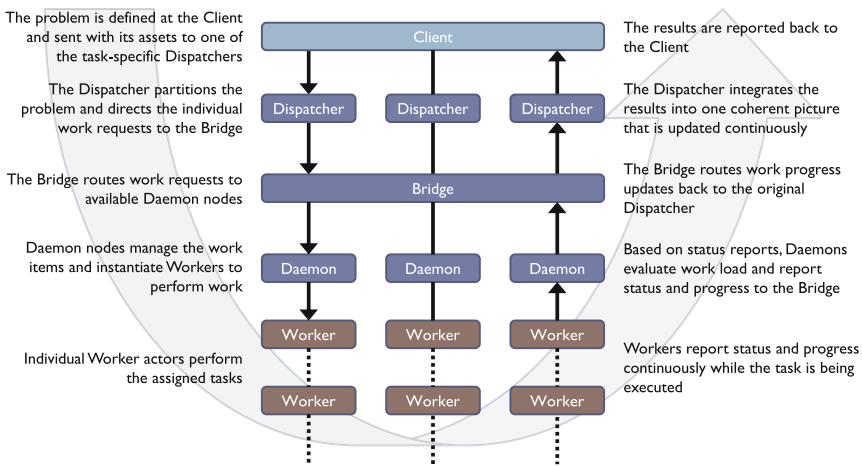 The problem is defined at the Client
and sent with its assets to one of
the task-specific Dispatchers
Client
The results are reported back to
the Client
The Dispatcher partitions the
problem and directs the individual
work requests to the Bridge
Dispatcher
Dispatcher
Dispatcher
The Dispatcher integrates the
results into one coherent picture
that is updated continuously
The Bridge routes work requests to
available Daemon nodes
Bridge
The Bridge routes work progress
updates back to the original
Dispatcher
Daemon nodes manage the work
items and instantiate Workers to
perform work
Daemon
Daemon
Daemon
Based on status reports, Daemons
evaluate work load and report
status and progress to the Bridge
Worker
Worker
Worker
Individual Worker actors perform
the assigned tasks
Workers report status and progress
continuously while the task is being
executed
Worker
Worker
Worker